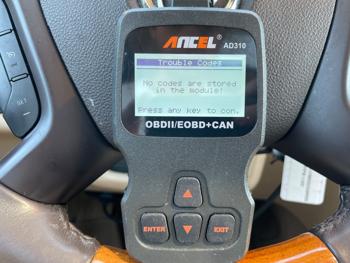 ANCEL
AD310
Trouble Codes
No codes are stored
in the module!
Press any key to con.
OBDII/EOBD+CAN
ENTER
EXIT